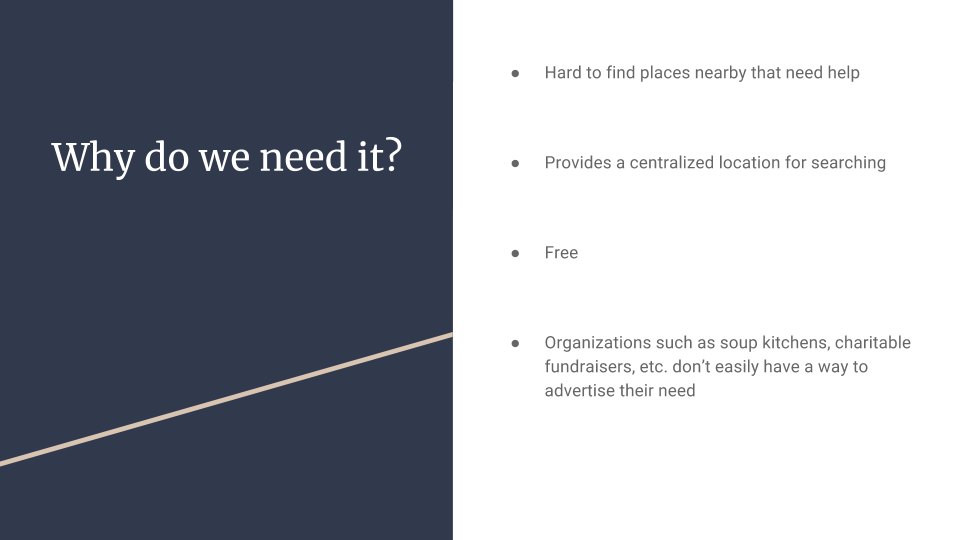 Why do we need it?
● Hard to find places nearby that need help
● Provides a centralized location for searching
● Free
● Organizations such as soup kitchens, charitable
fundraisers, etc. don’t easily have a way to
advertise their need